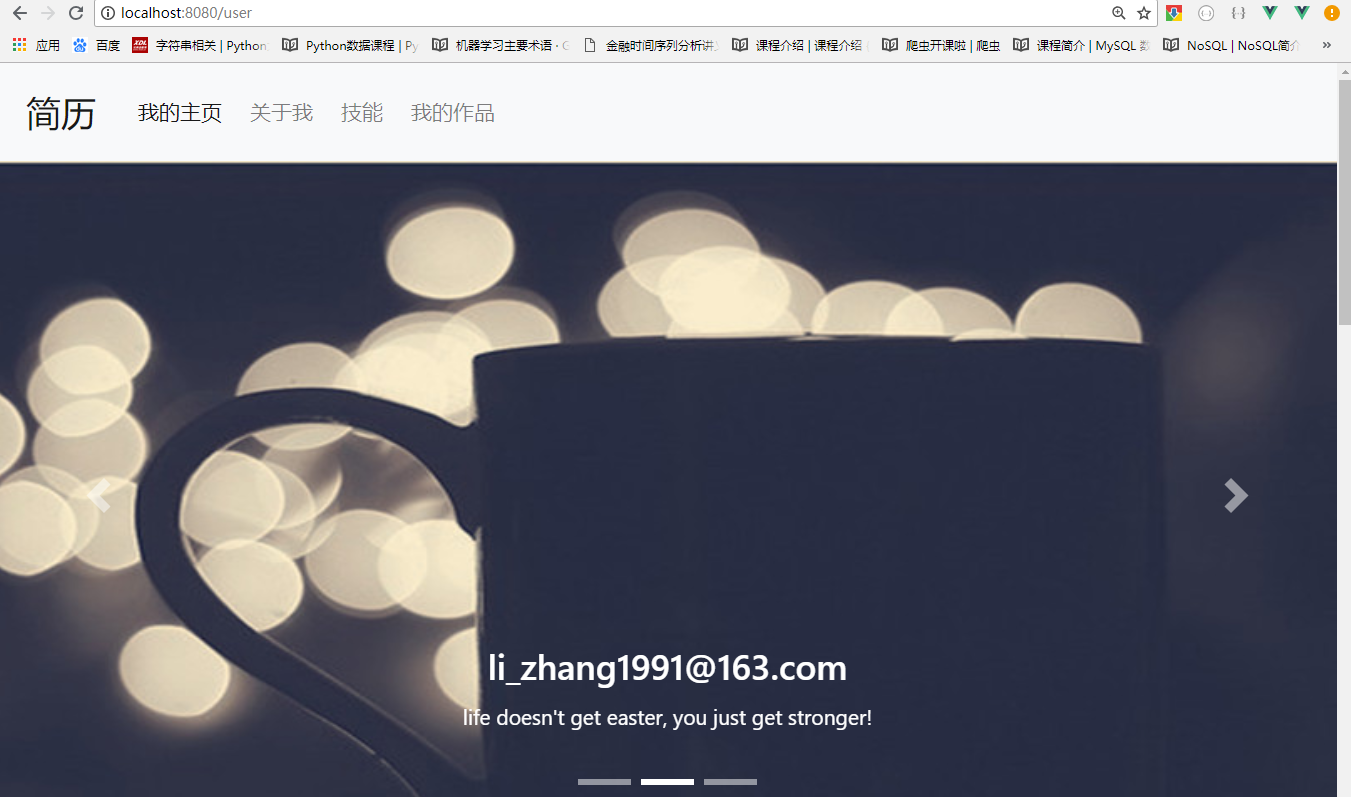 localhost:8080/user
应用 百度 字符串相关 | Python Python数据课程 | Py 机器学习主要术语 · G 金融时间序列分析讲 课程介绍 | 课程介绍 爬虫开课啦 | 爬虫 课程简介 | MySQL 数 NoSQL | NoSQL简介 »
简历 我的主页 关于我 技能 我的作品
li_zhang1991@163.com
life doesn't get easter, you just get stronger!